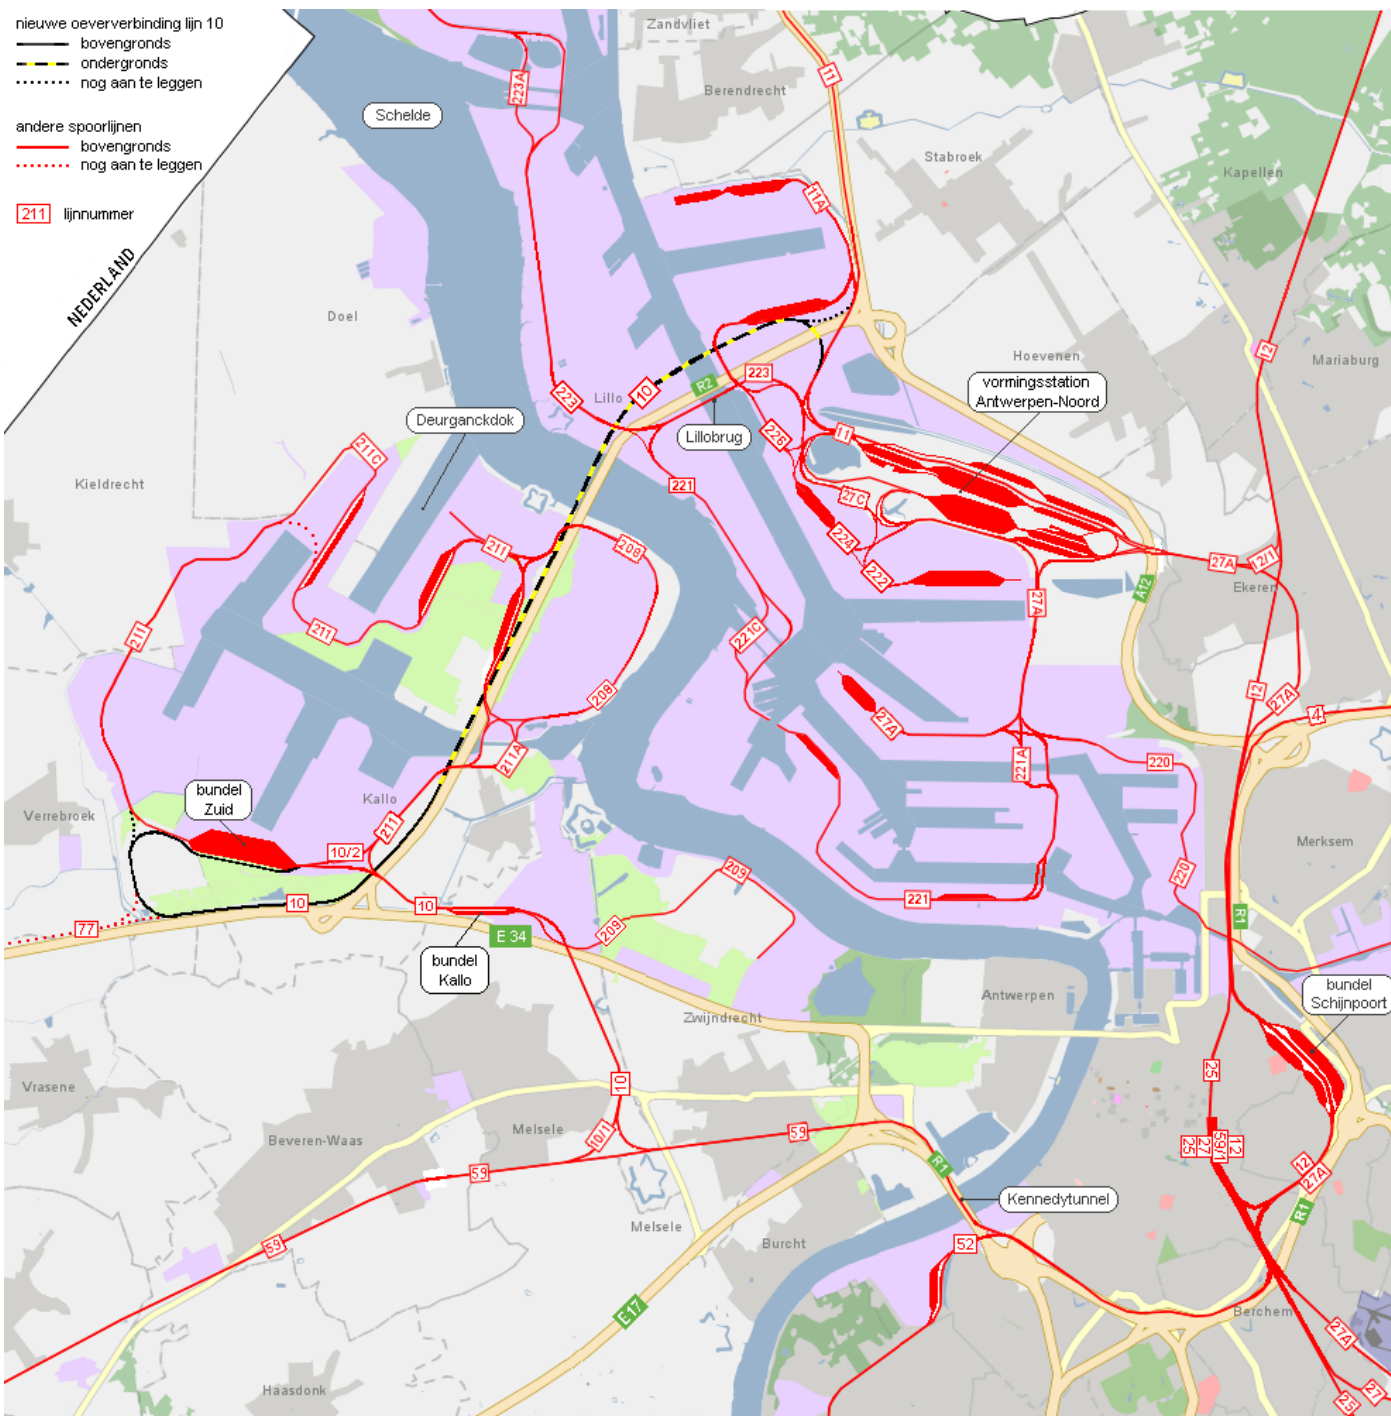 nieuwe oeververbinding lijn 10
bovengronds
ondergronds
nog aan te leggen
andere spoorlijnen
bovengronds
nog aan te leggen
211 lijnnummer
NEDERLAND
Zandvliet
11
223A
Berendrecht
Schelde
Stabroek
Kapellen
11A
Doel
Hoevenen
12
Mariaburg
vormingsstation
Antwerpen-Noord
223
R2
10
Lillo
223
Deurganckdok
Lillobrug
226
11
211C
Kieldrecht
221
27C
224
222
211
208
27A
12/1
Ekeren
A12
27A
211
211
221C
208
12
27A
4
27A
211A
221A
220
bundel
Zuid
Verrebroek
Kallo
211
10/2
Merksem
209
220
10
10
221
77
E 34
209
R1
bundel
Kallo
bundel
Schijnpoort
Antwerpen
Zwijndrecht
Vrasene
10
25
Melsele
Beveren-Waas
10/1
59
59
25
27
59/1
12
12
27A
R1
Kennedytunnel
R1
Melsele
Burcht
52
59
E17
Berchem
27A
Haasdonk
27
25